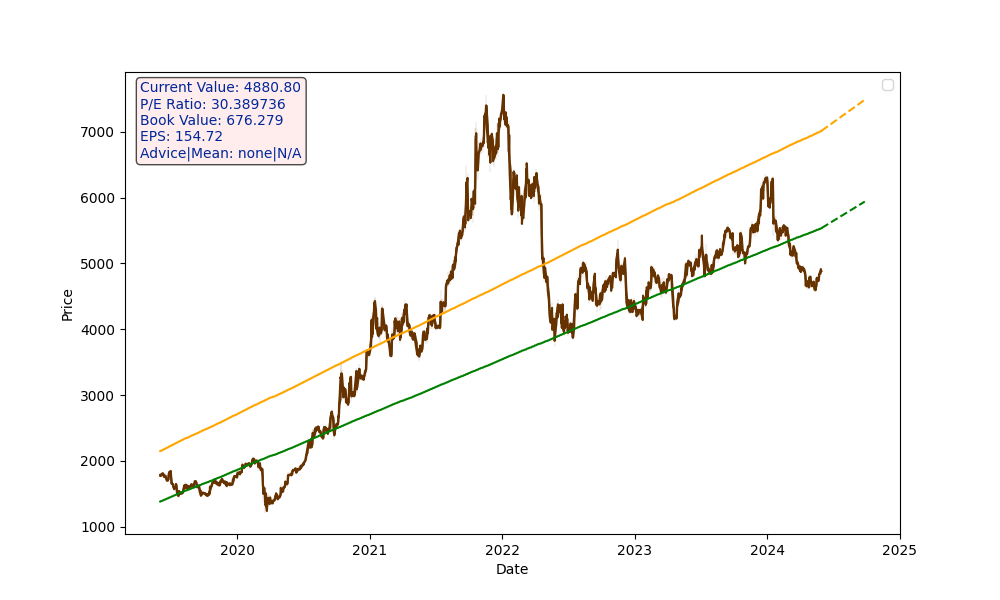 Current Value: 4880.80
P/E Ratio: 30.389736
Book Value: 676.279
EPS: 154.72
Advice|Mean: none|N/A
7000
6000
5000
4000
3000
2000
1000
Price
2020 2021 2022 2023 2024 2025
Date